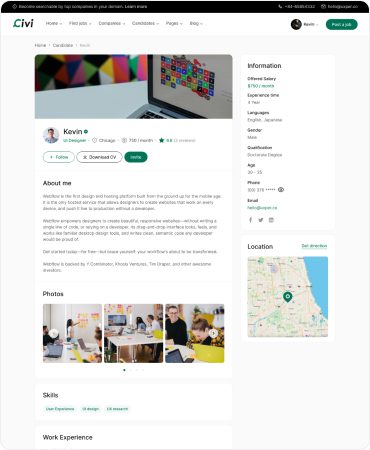 Become searchable by top companies in your domain. Learn more
hello@uxper.co
Civi
Home
Find jobs
Companies
Candidates
Pages
Blog
Kevin
Post a job
Home
Candidate
Kevin
Kevin
UI Designer
Chicago
$750 / month
4.8 (3 reviews)
+ Follow
Download CV
Invite
About me
Webflow is the first design and hosting platform built from the ground up for the mobile age.
It is the only hosted service that allows designers to create websites that work on every
device, and push it live to production without a developer.
Webflow empowers designers to create beautiful, responsive websites—without writing a
single line of code, or relying on a developer. Its drag-and-drop interface looks, feels, and
works like familiar desktop design tools, and writes clean, semantic code any developer
would be proud of.
Get started today—for free—but brace yourself: your workflow's about to be transformed.
Webflow is backed by Y Combinator, Khosla Ventures, Tim Draper, and other awesome
investors.
Photos
Skills
User Experience
UI design
UX research
Work Experience
Information
Offered Salary
$750 / month
Experience time
4 Year
Languages
English, Japanese
Gender
Male
Qualification
Doctorate Degree
Age
30 - 35
Phone
Email
hello@uxper.co
Location
Get direction